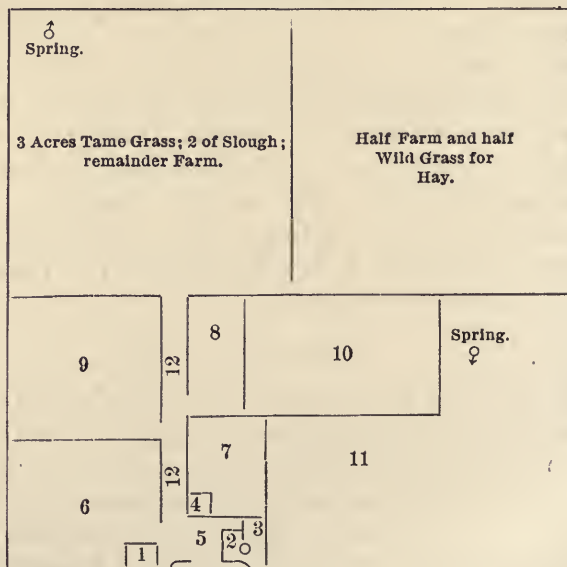 Spring.
3 Acres Tame Grass; 2 of Slough;
remainder Farm.
Half Farm and half
Wild Grass for
Hay.
8
Spring.
9
12
10
7
11
12
6
4
5
3
2
1